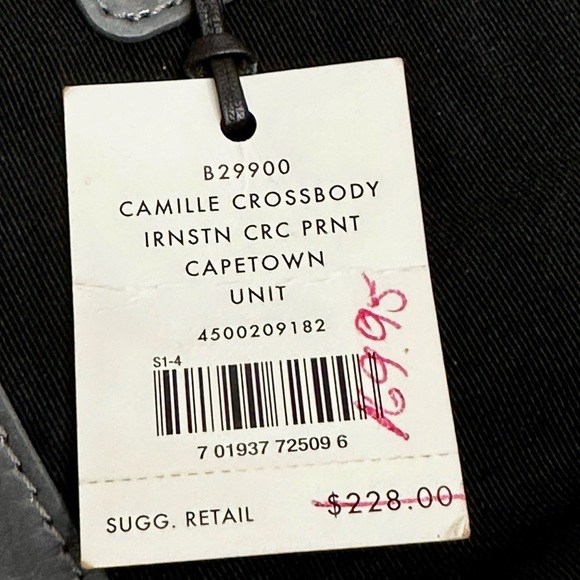 B29900
CAMILLE CROSSBODY
IRNSTN CRC PRNT
CAPETOWN
UNIT
4500209182
S1-4
7 01937 72509 6
169.95
SUGG. RETAIL $228.00